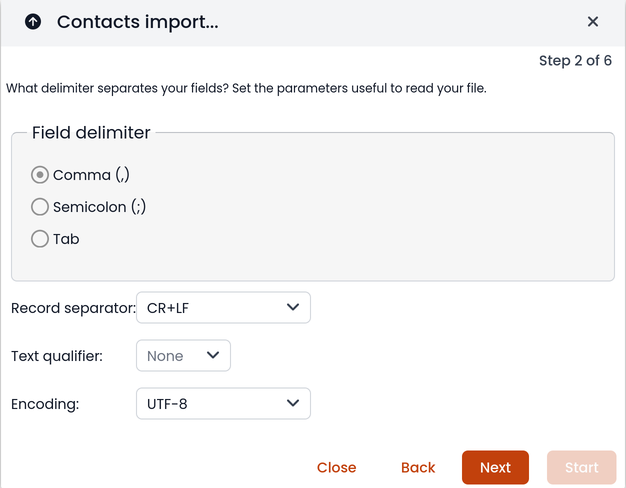 Contacts import...
Step 2 of 6
What delimiter separates your fields? Set the parameters useful to read your file.
Field delimiter
Comma (,)
Semicolon (;)
Tab
Record separator: CR+LF
Text qualifier: None
Encoding: UTF-8
Close Back Next Start